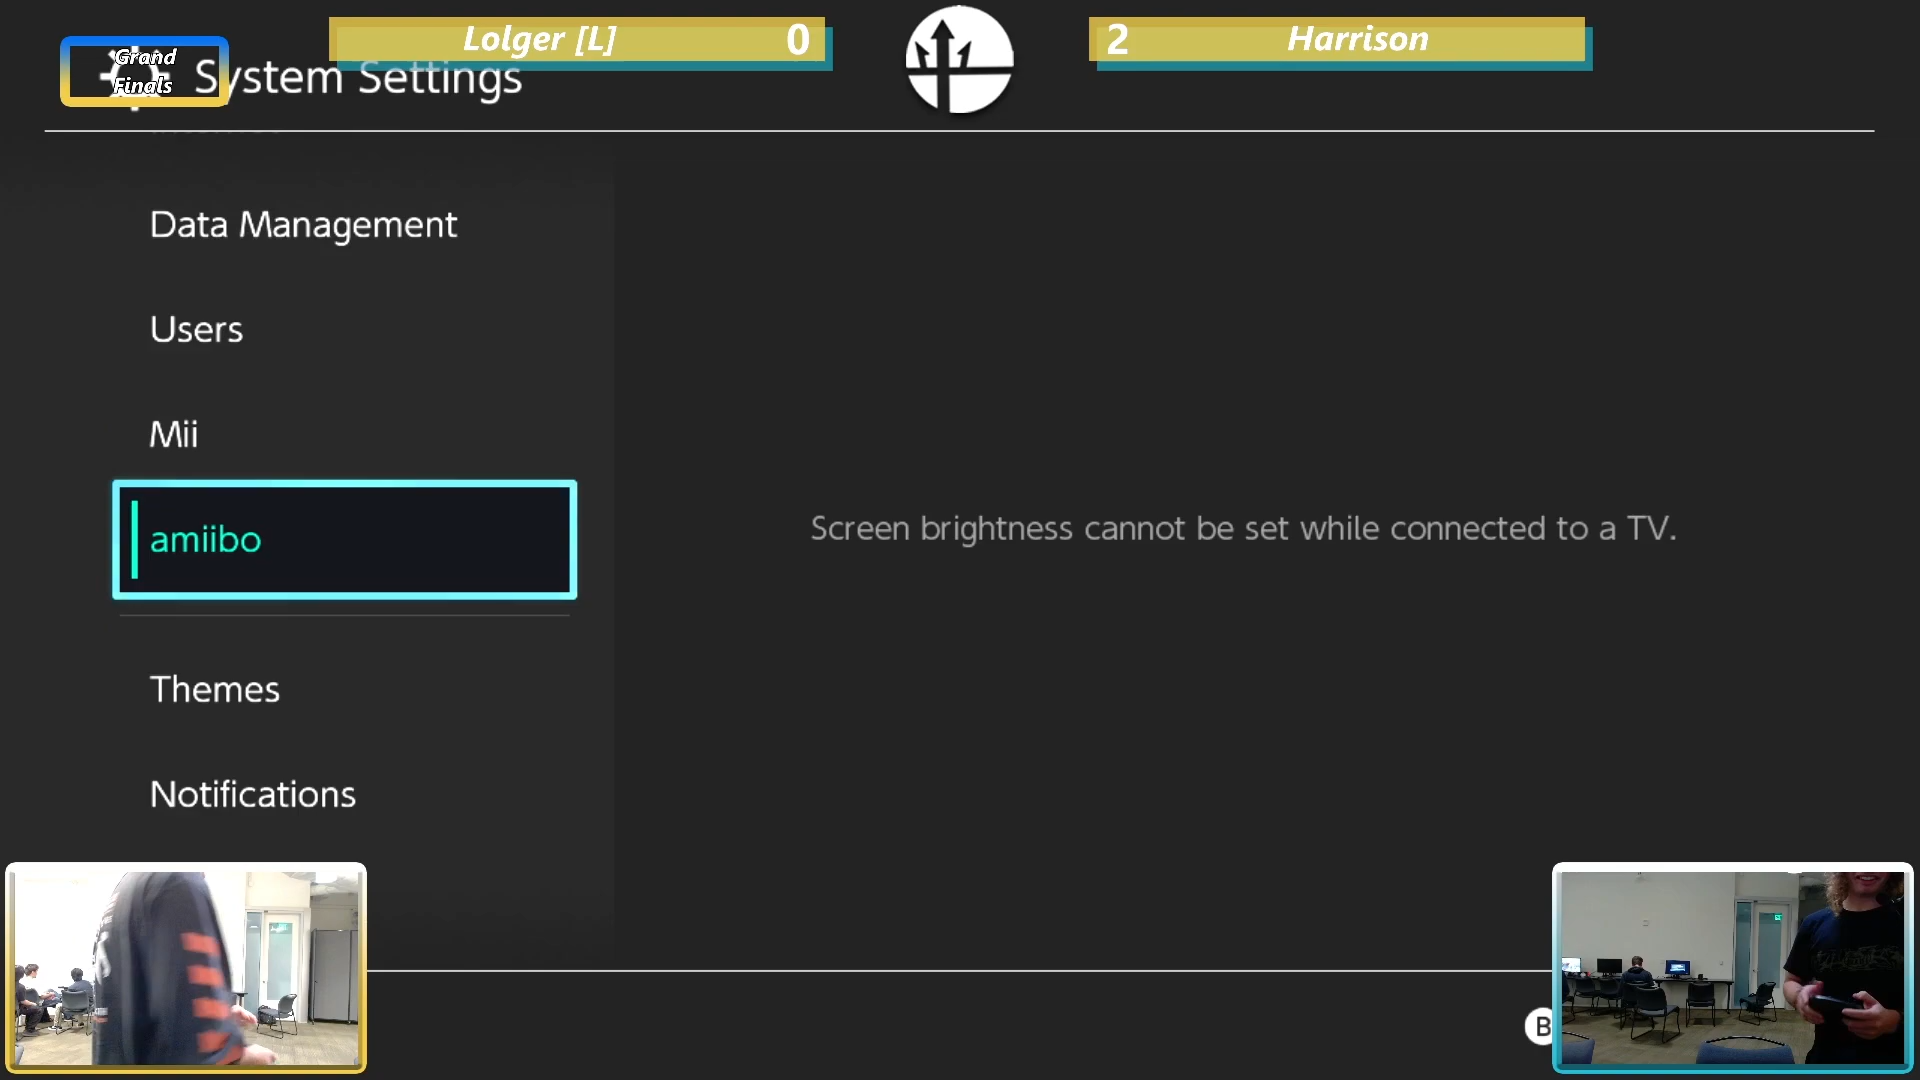 Grand
Finals
Lolger [L]
0
2
Harrison
System Settings
Data Management
Users
Mii
amiibo
Screen brightness cannot be set while connected to a TV.
Themes
Notifications
B